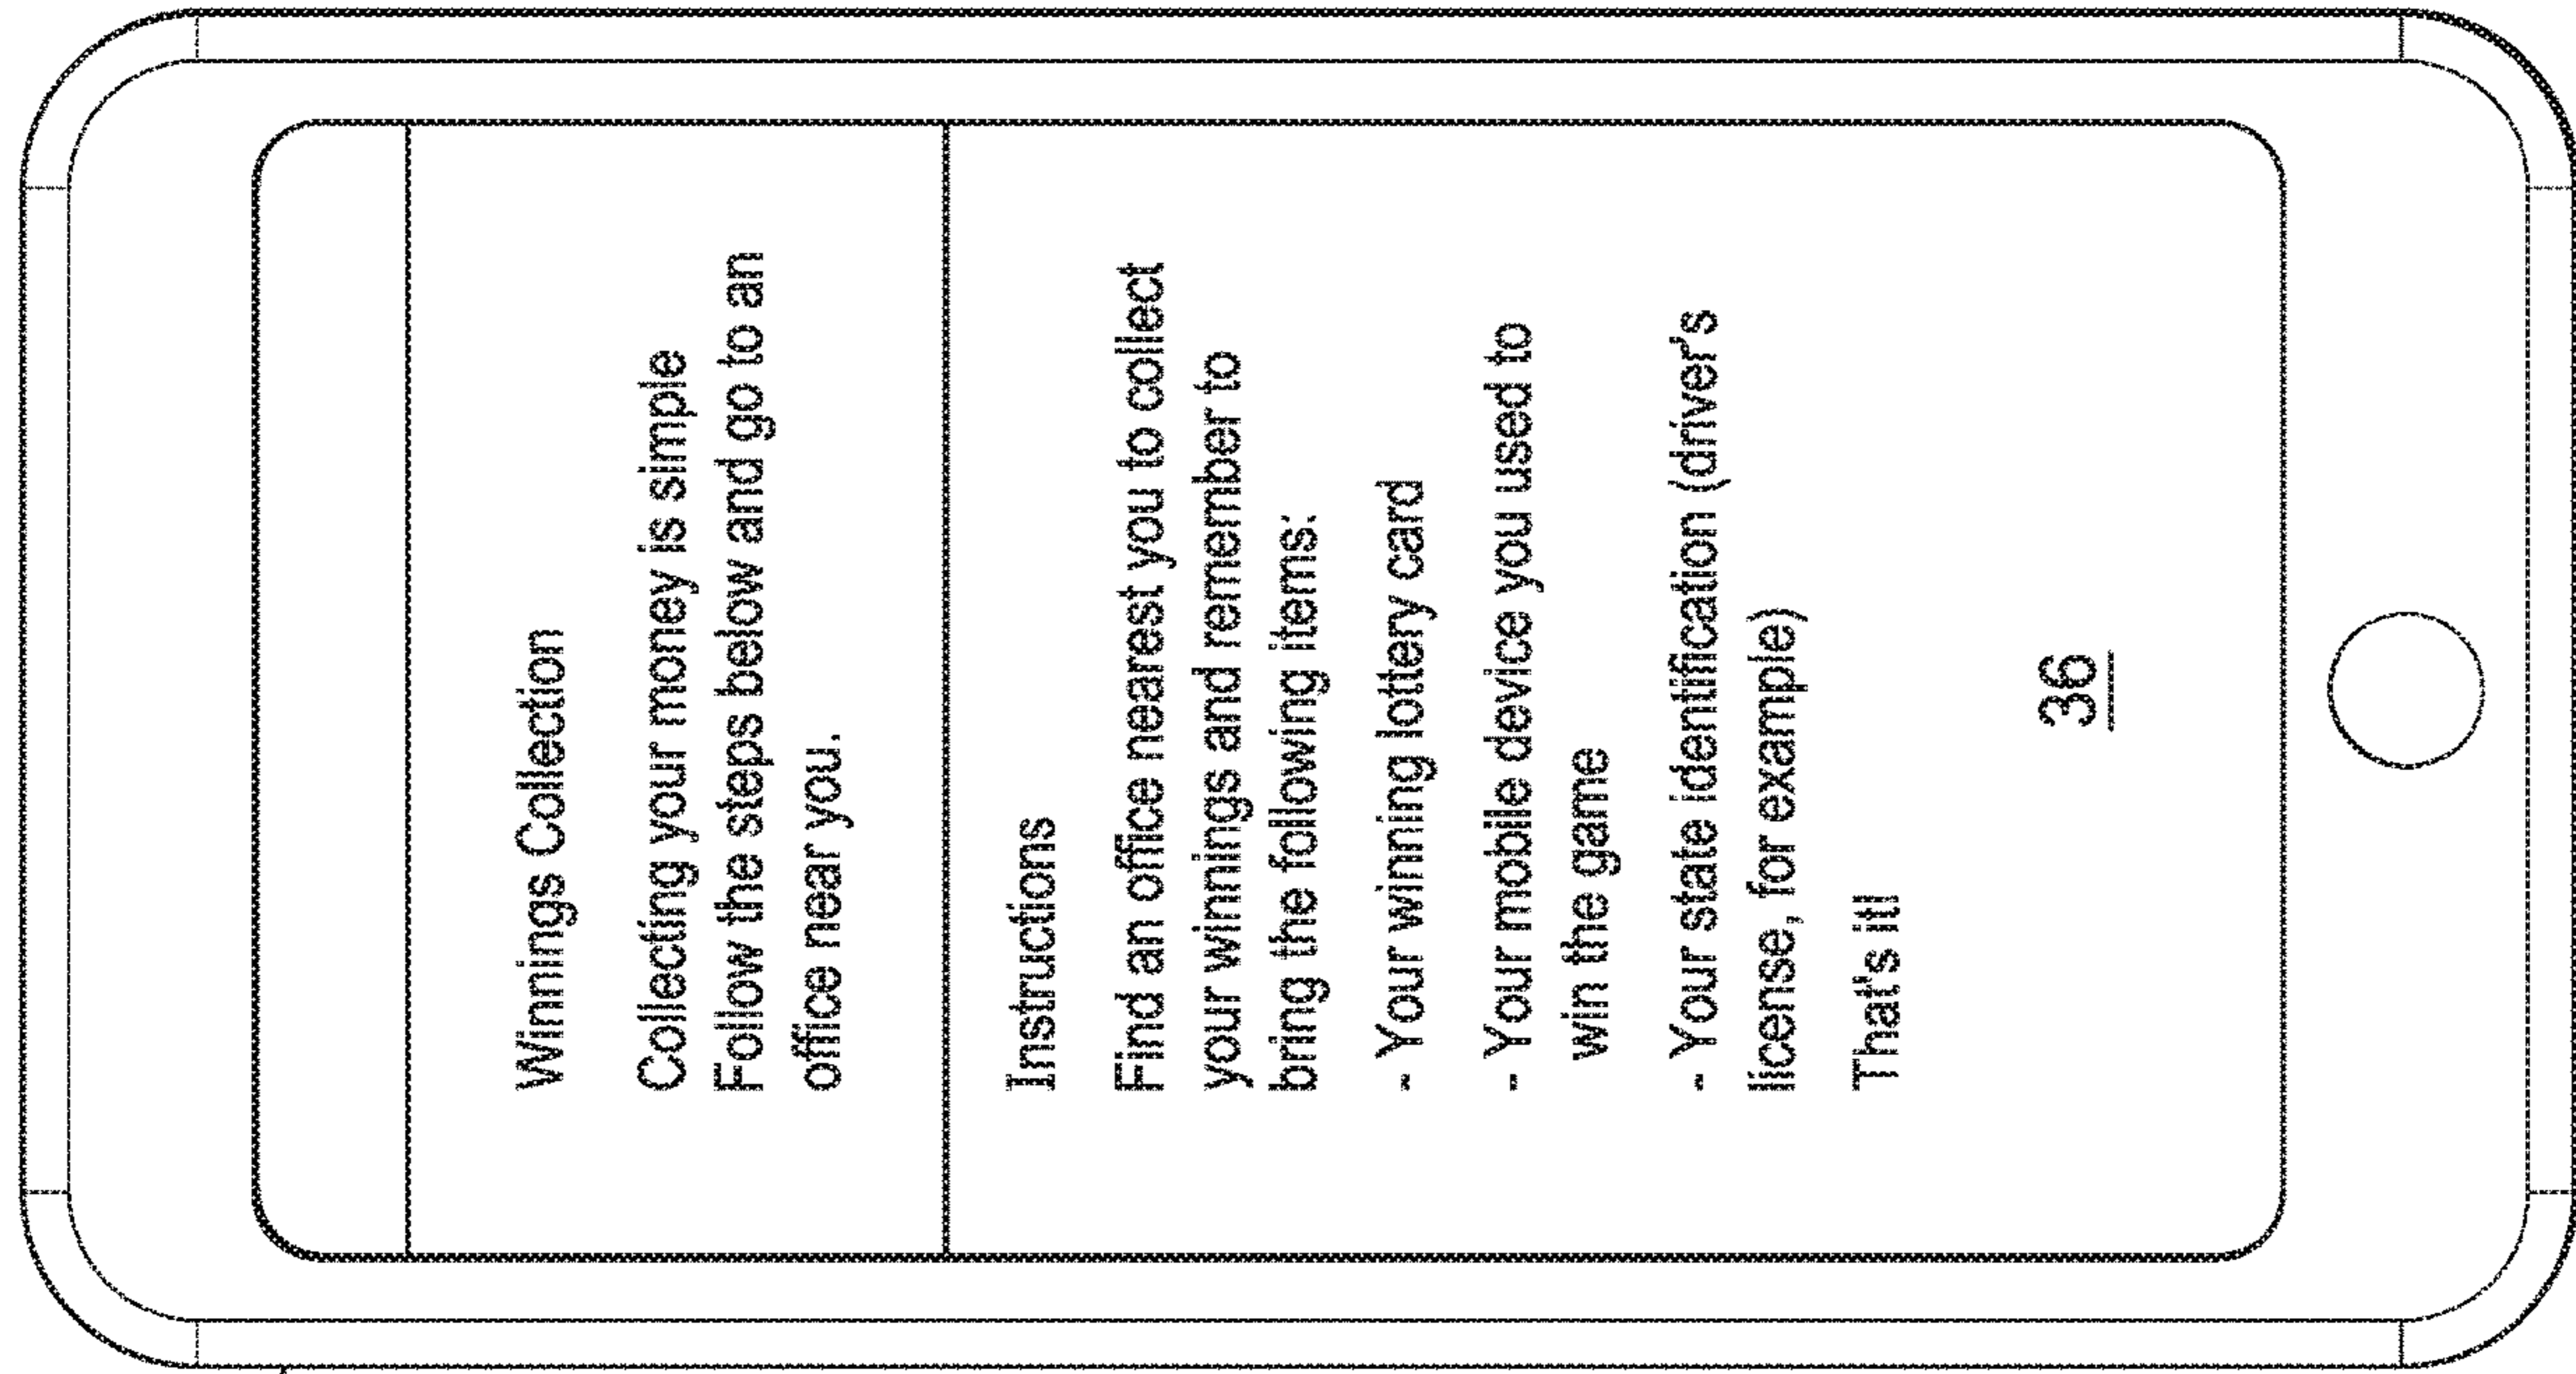 Winnings Collection
Collecting your money is simple
Follow the steps below and go to an
office near you.
Instructions
Find an office nearest you to collect
your winnings and remember to
bring the following items:
- Your winning lottery card
- Your mobile device you used to
win the game
- Your state identification (driver's
license, for example)
That's it!
36